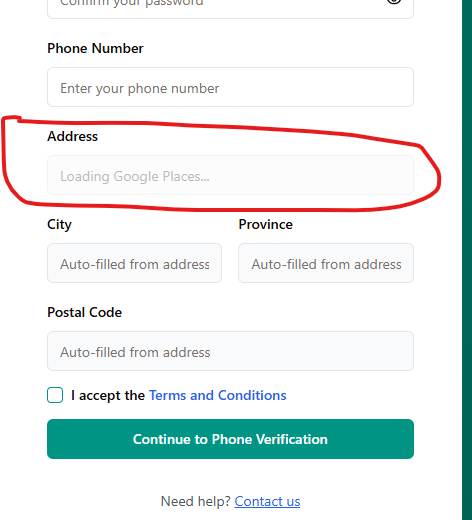 Confirm your password
Phone Number
Enter your phone number
Address
Loading Google Places...
City Province
Auto-filled from address Auto-filled from address
Postal Code
Auto-filled from address
I accept the Terms and Conditions
Continue to Phone Verification
Need help? Contact us